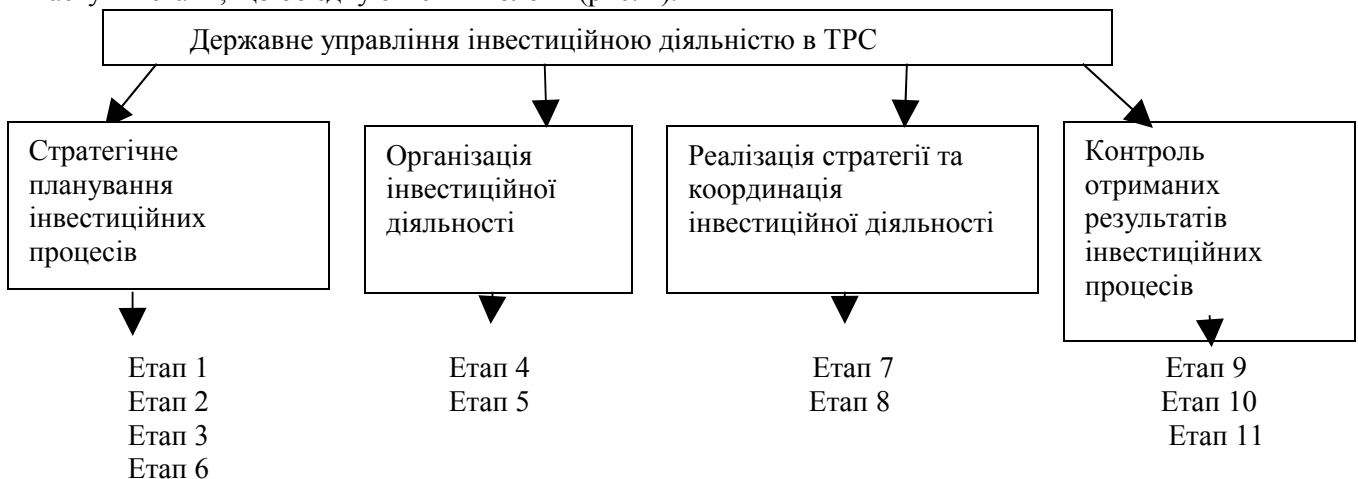 Державне управління інвестиційною діяльністю в ТРС
Стратегічне
планування
інвестиційних
процесів
Організація
інвестиційної
діяльності
Реалізація стратегії та
координація
інвестиційної діяльності
Контроль
отриманих
результатів
інвестиційних
процесів
Етап 1
Етап 2
Етап 3
Етап 6
Етап 4
Етап 5
Етап 7
Етап 8
Етап 9
Етап 10
Етап 11